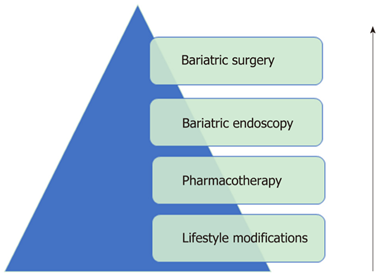 Bariatric surgery
Bariatric endoscopy
Pharmacotherapy
Lifestyle modifications